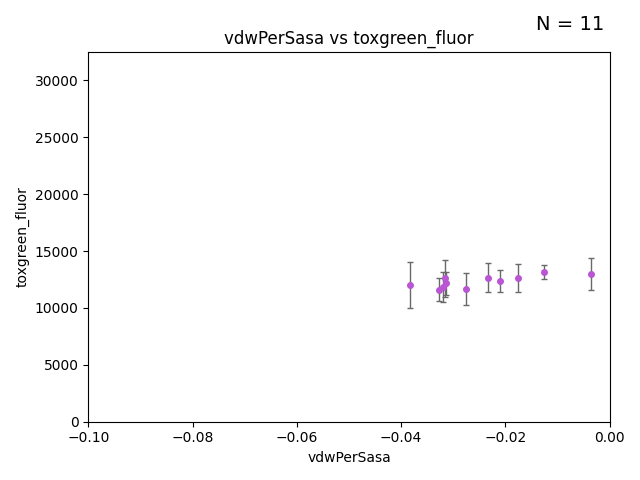 N = 11
vdwPerSasa vs toxgreen_fluor
30000
25000
20000
15000
10000
5000
0
toxgreen_fluor
−0.10 −0.08 −0.06 −0.04 −0.02 0.00
vdwPerSasa